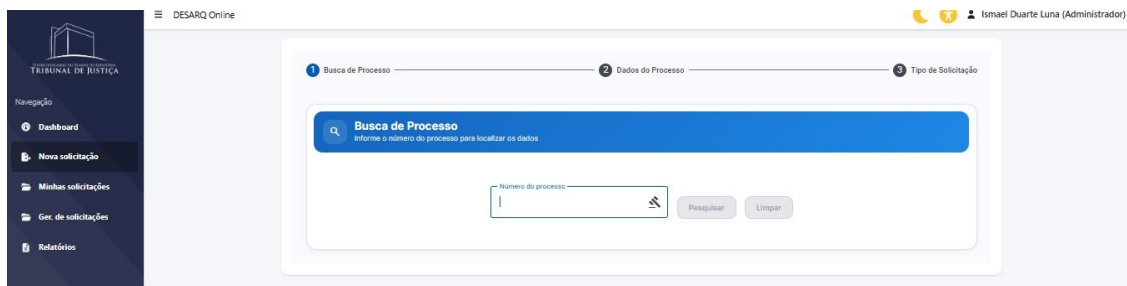 DESARQ Online
Ismael Duarte Luna (Administrador)
TRIBUNAL DE JUSTIÇA
Navegação
Dashboard
Nova solicitação
Minhas solicitações
Ger. de solicitações
Relatórios
1 Busca de Processo
2 Dados do Processo
3 Tipo de Solicitação
Busca de Processo
Informe o número do processo para localizar os dados
Número do processo
Pesquisar
Limpar